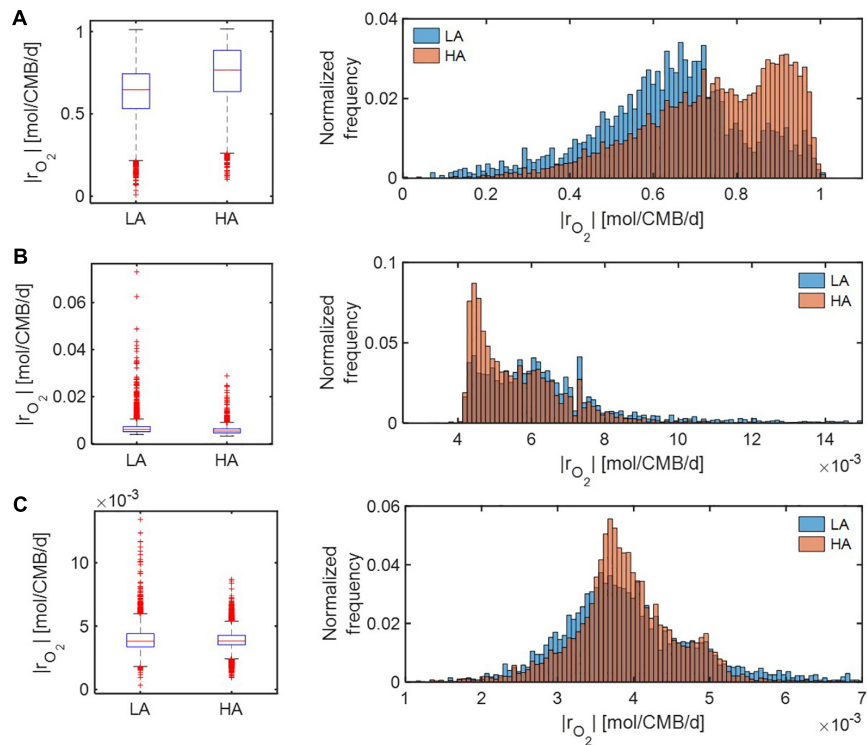 A
|rO2| [mol/CMB/d]
1
0.5
0
LA
HA
Normalized
frequency
0.04
0.02
0
LA
HA
0
0.2
0.4
0.6
0.8
1
|rO2| [mol/CMB/d]
B
|rO2| [mol/CMB/d]
0.06
0.04
0.02
0
LA
HA
Normalized
frequency
0.1
0.05
0
LA
HA
4
6
8
10
12
14
|rO2| [mol/CMB/d]
×10-3
C
×10-3
|rO2| [mol/CMB/d]
10
5
0
LA
HA
Normalized
frequency
0.06
0.04
0.02
0
LA
HA
1
2
3
4
5
6
7
|rO2| [mol/CMB/d]
×10-3